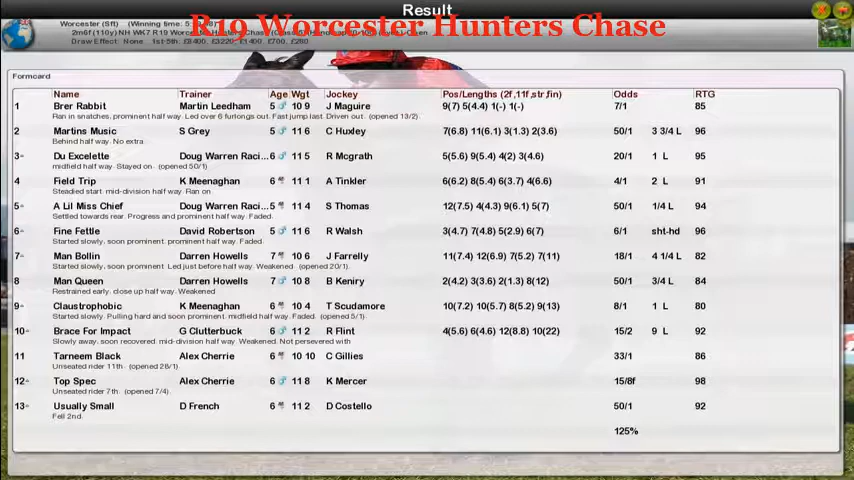 Result
R19 Worcester Hunters Chase
Worcester (Sft) (Winning time: 5:
2m6f (110y) NH WK7 R19 Worcester Hunters Chase
Draw Effect: None 1st-5th: £8400, £3220, £1400, £700, £280
Formcard
Name Trainer Age Wgt Jockey Pos/Lengths (2f,11f,str,fin) Odds RTG
1 Brer Rabbit Martin Leedham 5 10 9 J Maguire 9(7) 5(4.4) 1(-) 1(-) 7/1 85
Ran in snatches, prominent half way. Led over 6 furlongs out. Fast jump last. Driven out. (opened 13/2).
2 Martins Music S Grey 5 11 6 C Huxley 7(6.8) 11(6.1) 3(1.3) 2(3.6) 50/1 3 3/4 L 96
Behind half way. No extra.
3 Du Excelette Doug Warren Raci... 6 11 5 R Mcgrath 5(5.6) 9(5.4) 4(2) 3(4.6) 20/1 1 L 95
midfield half way. Stayed on. (opened 50/1)
4 Field Trip K Meenaghan 6 11 1 A Tinkler 6(6.2) 8(5.4) 6(3.7) 4(6.6) 4/1 2 L 91
Steadied start. mid-division half way. Ran on
5 A Lil Miss Chief Doug Warren Raci... 5 11 4 S Thomas 12(7.5) 4(4.3) 9(6.1) 5(7) 50/1 1/4 L 94
Settled towards rear. Progress and prominent half way. Faded.
6 Fine Fettle David Robertson 5 11 6 R Walsh 3(4.7) 7(4.8) 5(2.9) 6(7) 6/1 sht-hd 96
Started slowly, soon prominent. prominent half way. Faded.
7 Man Bollin Darren Howells 7 10 6 J Farrelly 11(7.4) 12(6.9) 7(5.2) 7(11) 18/1 4 1/4 L 82
Started slowly, soon prominent. Led just before half way. Weakened. (opened 20/1).
8 Man Queen Darren Howells 7 10 8 B Keniry 2(4.2) 3(3.6) 2(1.3) 8(12) 50/1 3/4 L 84
Restrained early. close up half way. Weakened
9 Claustrophobic K Meenaghan 6 10 4 T Scudamore 10(7.2) 10(5.7) 8(5.2) 9(13) 8/1 1 L 80
Started slowly. Pulling hard and soon prominent. midfield half way. Faded. (opened 5/1).
10 Brace For Impact G Clutterbuck 6 11 2 R Flint 4(5.6) 6(4.6) 12(8.8) 10(22) 15/2 9 L 92
Slowly away, soon recovered. mid-division half way. Weakened. Not persevered with
11 Tarneem Black Alex Cherrie 6 10 10 C Gillies 33/1 86
Unseated rider 11th. (opened 28/1)
12 Top Spec Alex Cherrie 6 11 8 K Mercer 15/8f 98
Unseated rider 7th. (opened 7/4).
13 Usually Small D French 6 11 2 D Costello 50/1 92
Fell 2nd.
125%